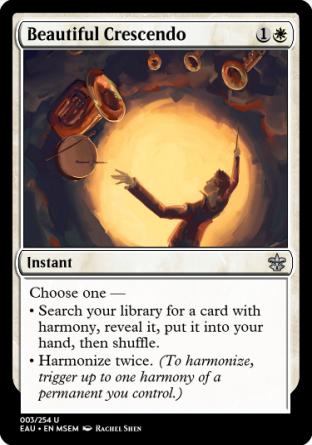 Beautiful Crescendo 1
Instant
Choose one —
• Search your library for a card with
harmony, reveal it, put it into your
hand, then shuffle.
• Harmonize twice. (To harmonize,
trigger up to one harmony of a
permanent you control.)
003/254 U
EAU • EN MSEM Rachel Shen